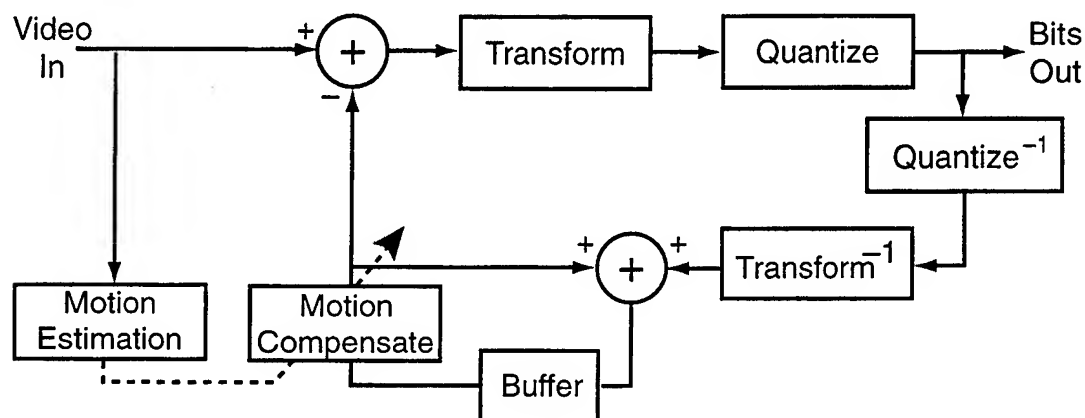 Video
In
+
+
−
Transform
Quantize
Bits
Out
Quantize⁻¹
+
+
+
Transform⁻¹
Motion
Estimation
Motion
Compensate
Buffer